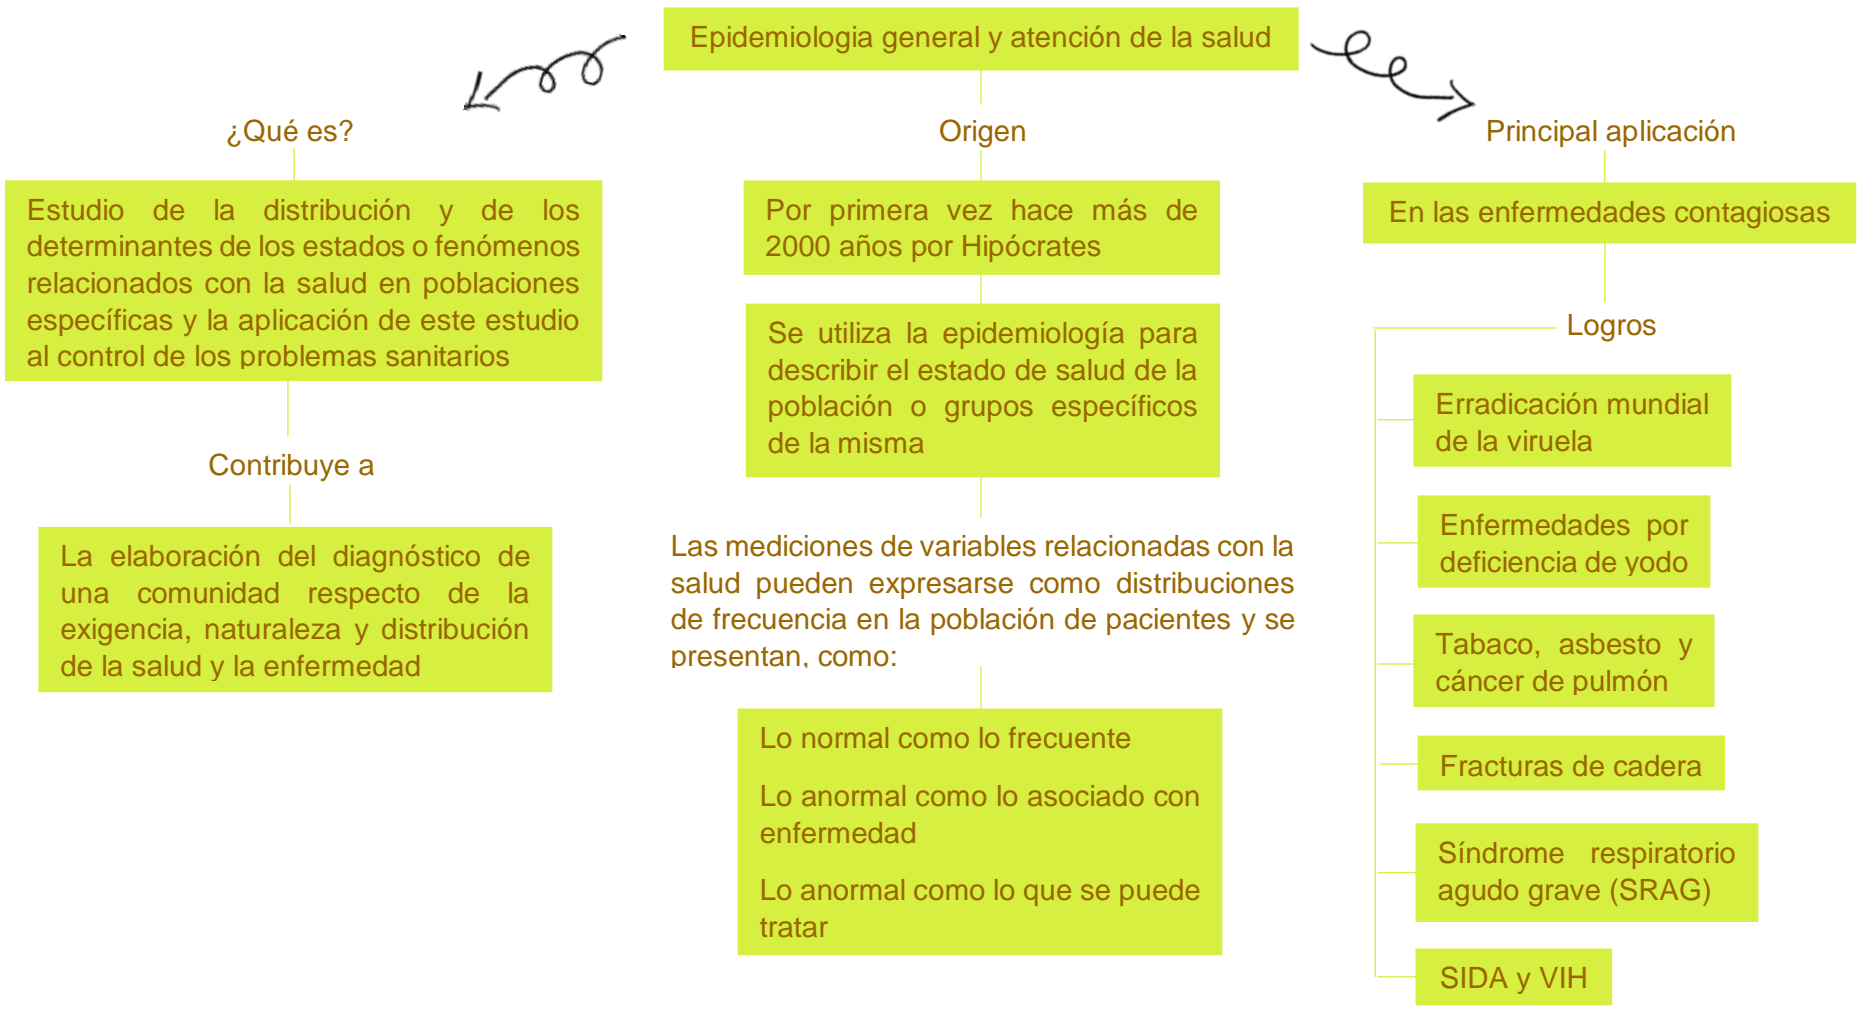 Epidemiologia general y atención de la salud
¿Qué es?
Estudio de la distribución y de los
determinantes de los estados o fenómenos
relacionados con la salud en poblaciones
específicas y la aplicación de este estudio
al control de los problemas sanitarios
Contribuye a
La elaboración del diagnóstico de
una comunidad respecto de la
exigencia, naturaleza y distribución
de la salud y la enfermedad
Origen
Por primera vez hace más de
2000 años por Hipócrates
Se utiliza la epidemiología para
describir el estado de salud de la
población o grupos específicos
de la misma
Las mediciones de variables relacionadas con la
salud pueden expresarse como distribuciones
de frecuencia en la población de pacientes y se
presentan, como:
Lo normal como lo frecuente
Lo anormal como lo asociado con
enfermedad
Lo anormal como lo que se puede
tratar
Principal aplicación
En las enfermedades contagiosas
Logros
Erradicación mundial
de la viruela
Enfermedades por
deficiencia de yodo
Tabaco, asbesto y
cáncer de pulmón
Fracturas de cadera
Síndrome respiratorio
agudo grave (SRAG)
SIDA y VIH